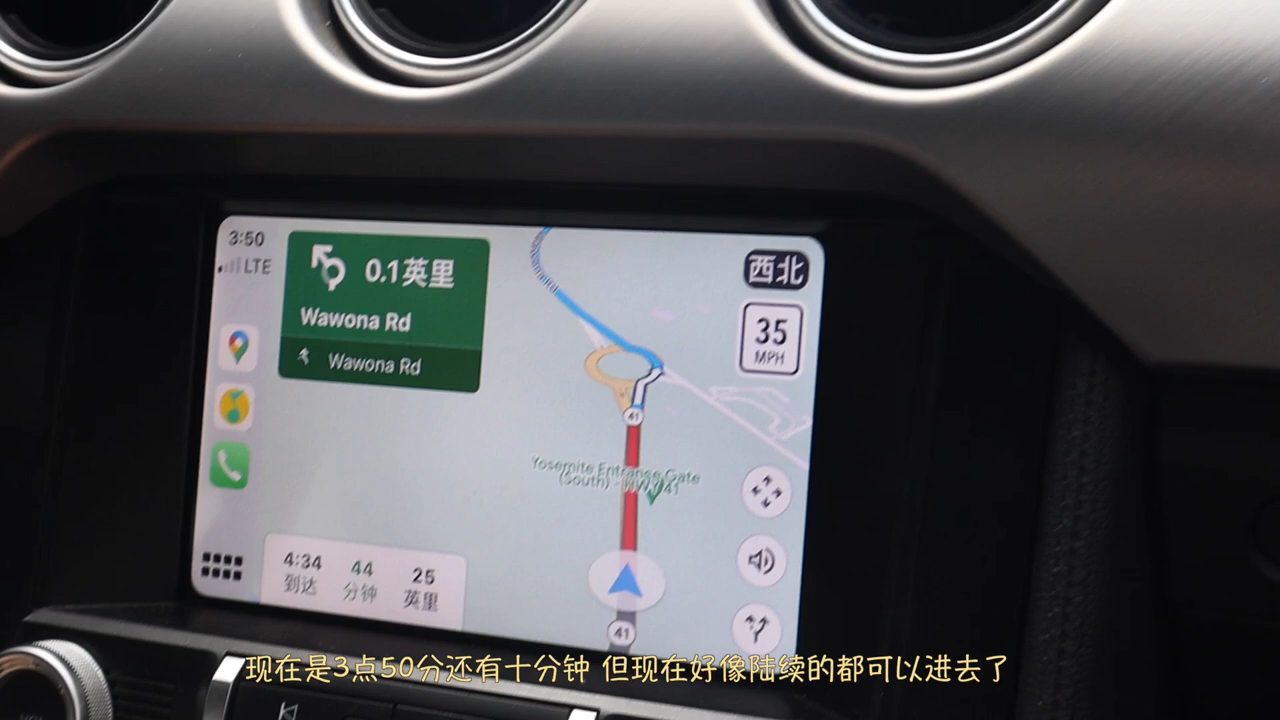 3:50
LTE
0.1英里
Wawona Rd
Wawona Rd
西北
35
MPH
41
Yosemite Entrance Gate
(South) - HWY 41
4:34
到达
44
分钟
25
英里
41
现在是3点50分还有十分钟 但现在好像陆续的都可以进去了